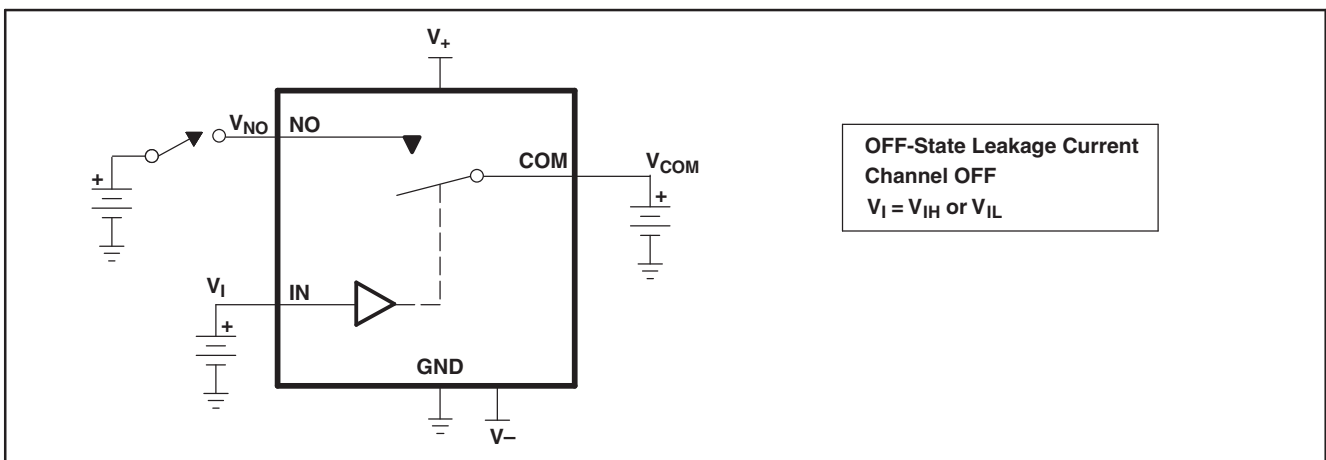 V+
VNO NO
COM VCOM
+
+
VI IN
+
GND
V–
OFF-State Leakage Current
Channel OFF
VI = VIH or VIL